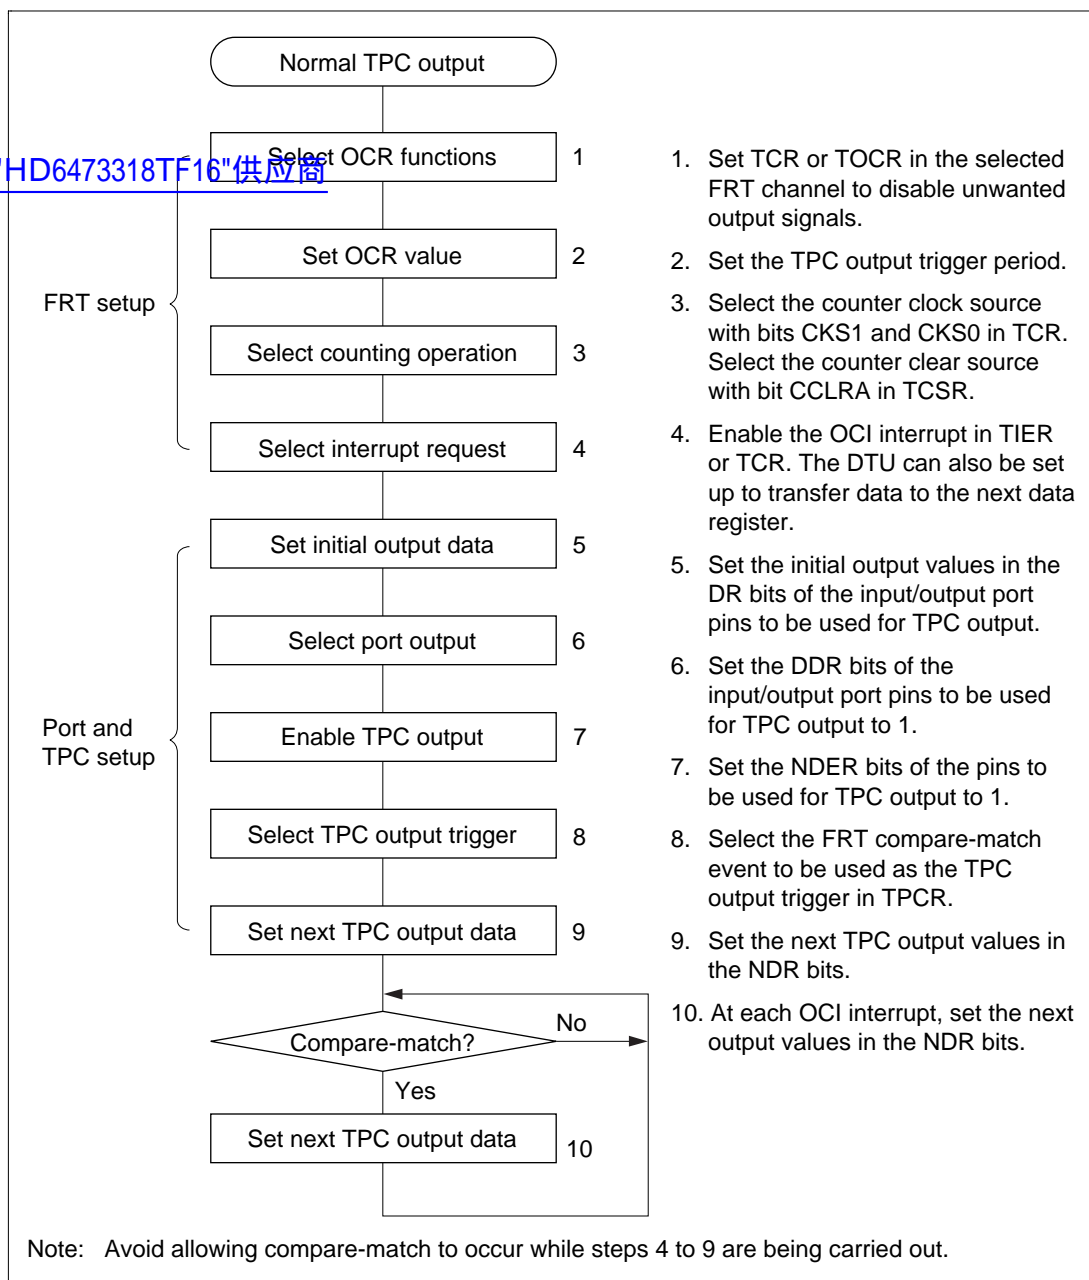 Normal TPC output
"HD6473318TF16"供应商
Select OCR functions 1
Set OCR value 2
FRT setup
Select counting operation 3
Select interrupt request 4
Set initial output data 5
Select port output 6
Port and
TPC setup
Enable TPC output 7
Select TPC output trigger 8
Set next TPC output data 9
Compare-match?
No
Yes
Set next TPC output data 10
1. Set TCR or TOCR in the selected
FRT channel to disable unwanted
output signals.
2. Set the TPC output trigger period.
3. Select the counter clock source
with bits CKS1 and CKS0 in TCR.
Select the counter clear source
with bit CCLRA in TCSR.
4. Enable the OCI interrupt in TIER
or TCR. The DTU can also be set
up to transfer data to the next data
register.
5. Set the initial output values in the
DR bits of the input/output port
pins to be used for TPC output.
6. Set the DDR bits of the
input/output port pins to be used
for TPC output to 1.
7. Set the NDER bits of the pins to
be used for TPC output to 1.
8. Select the FRT compare-match
event to be used as the TPC
output trigger in TPCR.
9. Set the next TPC output values in
the NDR bits.
10. At each OCI interrupt, set the next
output values in the NDR bits.
Note: Avoid allowing compare-match to occur while steps 4 to 9 are being carried out.